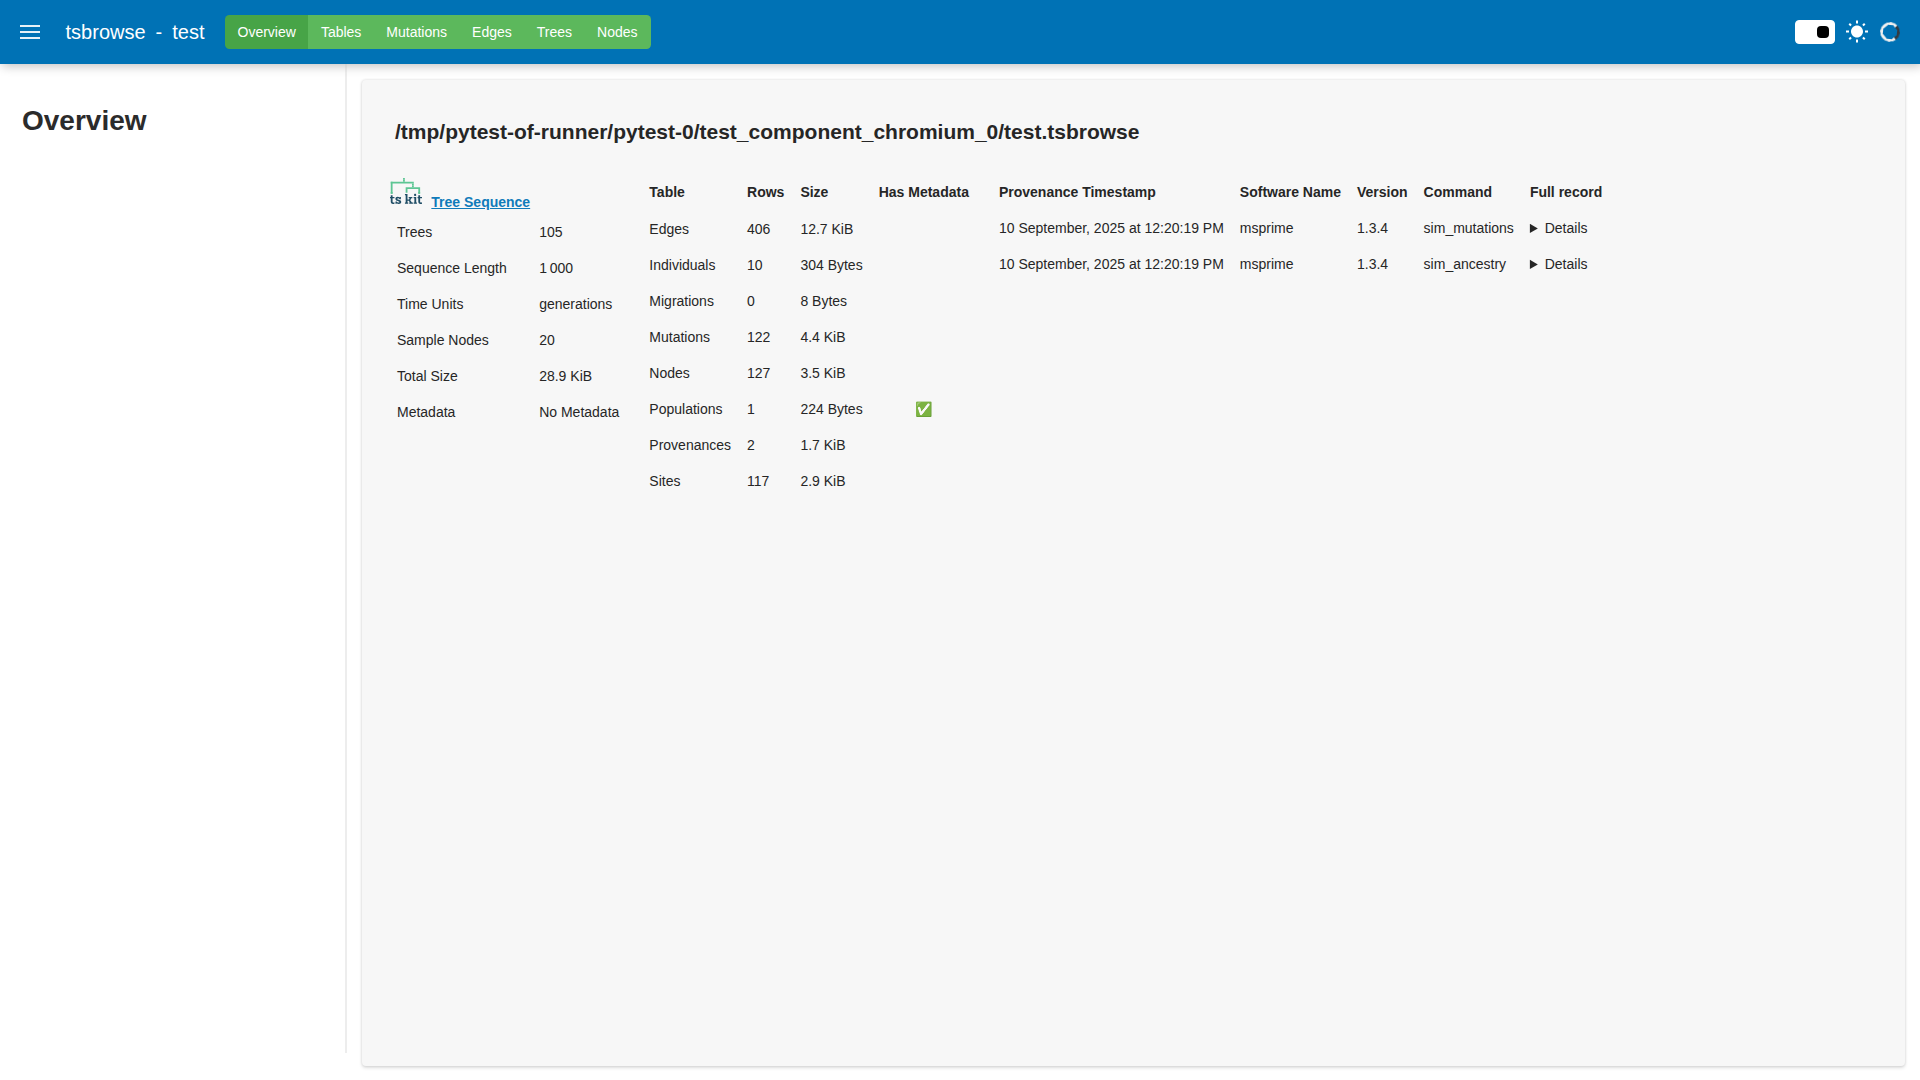 tsbrowse - test
Overview Tables Mutations Edges Trees Nodes
Overview
/tmp/pytest-of-runner/pytest-0/test_component_chromium_0/test.tsbrowse
tskit Tree Sequence
Trees 105
Sequence Length 1 000
Time Units generations
Sample Nodes 20
Total Size 28.9 KiB
Metadata No Metadata
Table Rows Size Has Metadata
Edges 406 12.7 KiB
Individuals 10 304 Bytes
Migrations 0 8 Bytes
Mutations 122 4.4 KiB
Nodes 127 3.5 KiB
Populations 1 224 Bytes ✅
Provenances 2 1.7 KiB
Sites 117 2.9 KiB
Provenance Timestamp Software Name Version Command Full record
10 September, 2025 at 12:20:19 PM msprime 1.3.4 sim_mutations Details
10 September, 2025 at 12:20:19 PM msprime 1.3.4 sim_ancestry Details